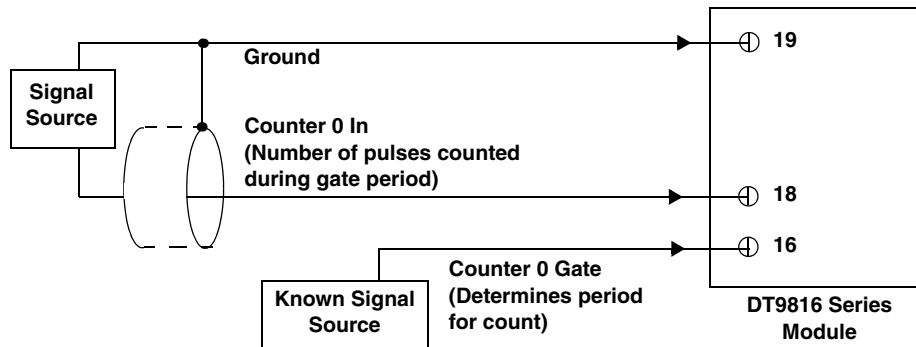 19
Ground
Signal
Source
Counter 0 In
(Number of pulses counted
during gate period)
18
16
Counter 0 Gate
(Determines period
for count)
Known Signal
Source
DT9816 Series
Module